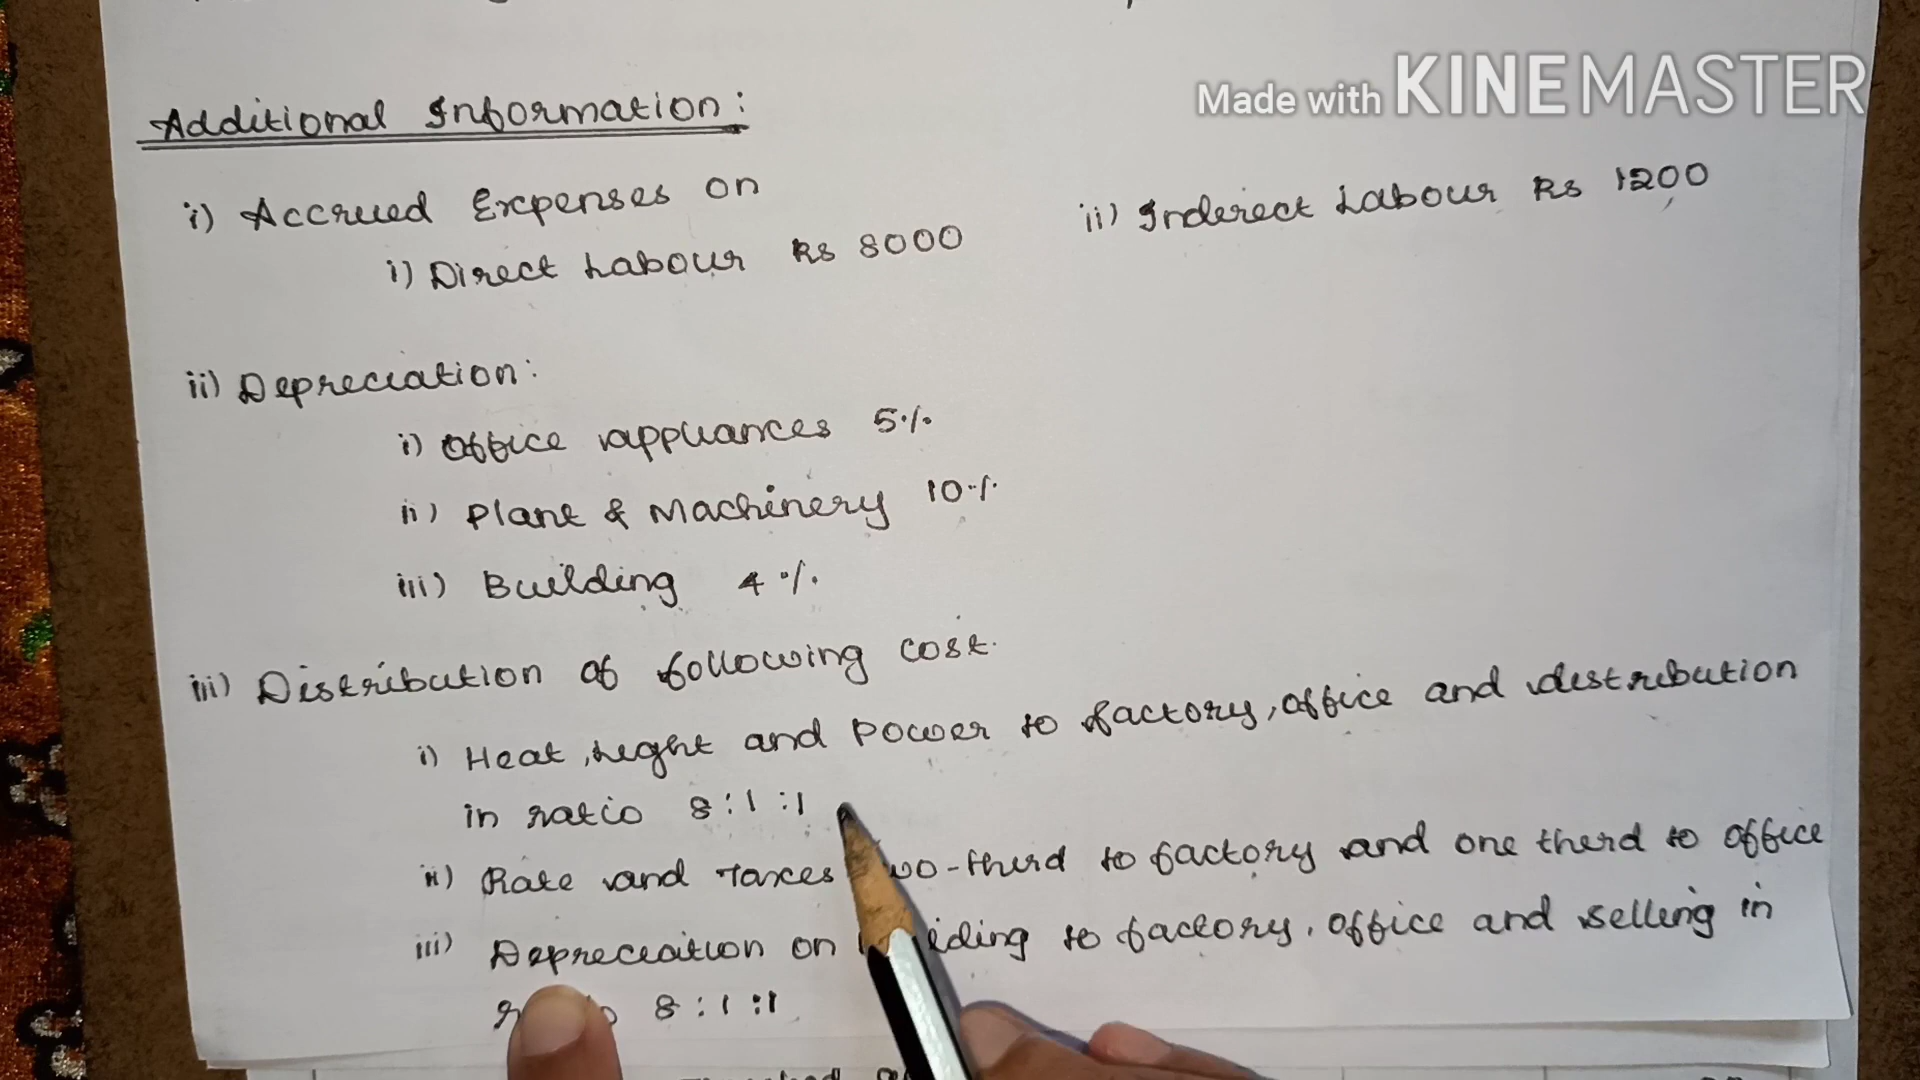 Made with KINEMASTER
Additional Information:
i) Accrued Expenses on
i) Direct Labour Rs 8000
ii) Inderect Labour Rs 1200
ii) Depreciation:
i) Office appliances 5%
ii) Plant & Machinery 10%
iii) Building 4%
iii) Distribution of following cost.
i) Heat, Light and Power to factory, office and distribution
in ratio 8:1:1
ii) Rate and Taxes third to factory and one third to office
iii) Depreciation on to factory, office and selling in
8:1:1